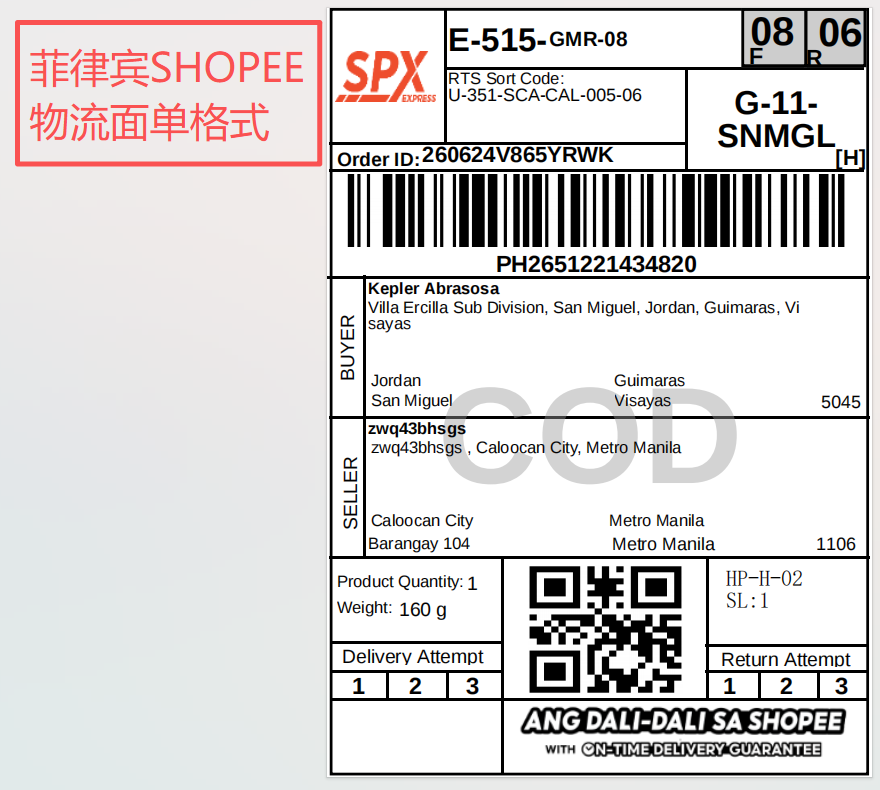 菲律宾SHOPEE
物流面单格式
SPX
EXPRESS
E-515-GMR-08
08 06
F R
RTS Sort Code:
U-351-SCA-CAL-005-06
G-11-
SNMGL
[H]
Order ID: 260624V865YRWK
PH2651221434820
BUYER
Kepler Abrasosa
Villa Ercilla Sub Division, San Miguel, Jordan, Guimaras, Vi
sayas
Jordan Guimaras
San Miguel Visayas 5045
COD
SELLER
zwq43bhsgs
zwq43bhsgs , Caloocan City, Metro Manila
Caloocan City Metro Manila
Barangay 104 Metro Manila 1106
Product Quantity: 1
Weight: 160 g
HP-H-02
SL:1
Delivery Attempt
1 2 3
Return Attempt
1 2 3
ANG DALI-DALI SA SHOPEE
WITH ON-TIME DELIVERY GUARANTEE